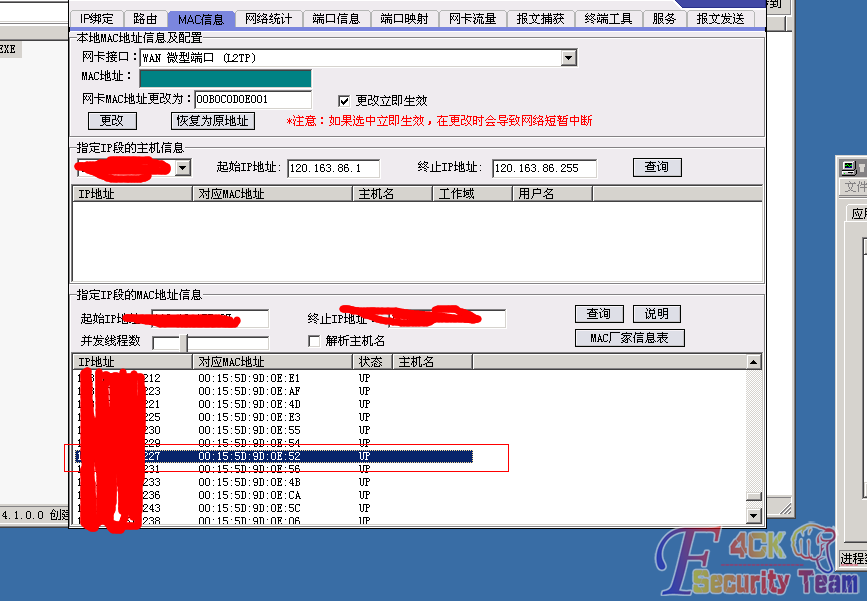 EXE
IP绑定 路由 MAC信息 网络统计 端口信息 端口映射 网卡流量 报文捕获 终端工具 服务 报文发送
到
本地MAC地址信息及配置
网卡接口： WAN 微型端口 (L2TP)
MAC地址：
网卡MAC地址更改为： 00B0C0D0E001 更改立即生效
更改 恢复为原地址 *注意：如果选中立即生效，在更改时会导致网络短暂中断
指定IP段的主机信息
起始IP地址: 120.163.86.1 终止IP地址: 120.163.86.255 查询
IP地址 对应MAC地址 主机名 工作域 用户名
指定IP段的MAC地址信息
起始IP地 终止IP地址 查询 说明
并发线程数 解析主机名 MAC厂家信息表
IP地址 对应MAC地址 状态 主机名
212 00:15:5D:9D:0E:E1 UP
223 00:15:5D:9D:0E:AF UP
221 00:15:5D:9D:0E:4D UP
225 00:15:5D:9D:0E:E3 UP
230 00:15:5D:9D:0E:55 UP
229 00:15:5D:9D:0E:54 UP
227 00:15:5D:9D:0E:52 UP
231 00:15:5D:9D:0E:56 UP
233 00:15:5D:9D:0E:4B UP
236 00:15:5D:9D:0E:CA UP
243 00:15:5D:9D:0E:5C UP
238 00:15:5D:9D:0E:06 UP
4.1.0.0 创建
文件
应用
进程
F4CK
Security Team